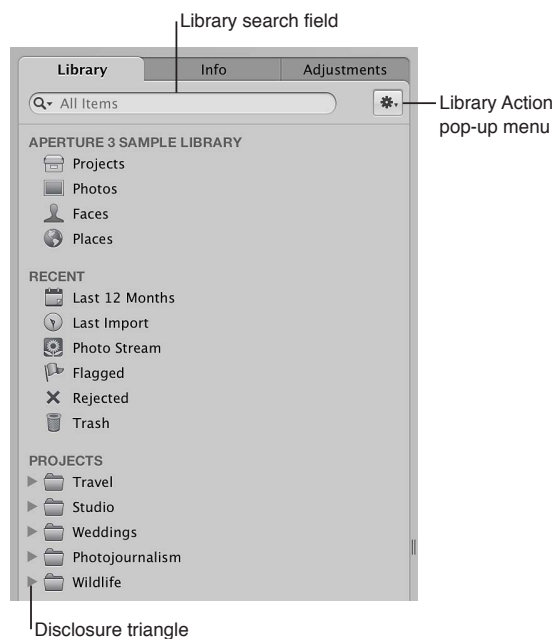 Library search field
Library Info Adjustments
All Items
Library Action
pop-up menu
APERTURE 3 SAMPLE LIBRARY
Projects
Photos
Faces
Places
RECENT
Last 12 Months
Last Import
Photo Stream
Flagged
Rejected
Trash
PROJECTS
Travel
Studio
Weddings
Photojournalism
Wildlife
Disclosure triangle